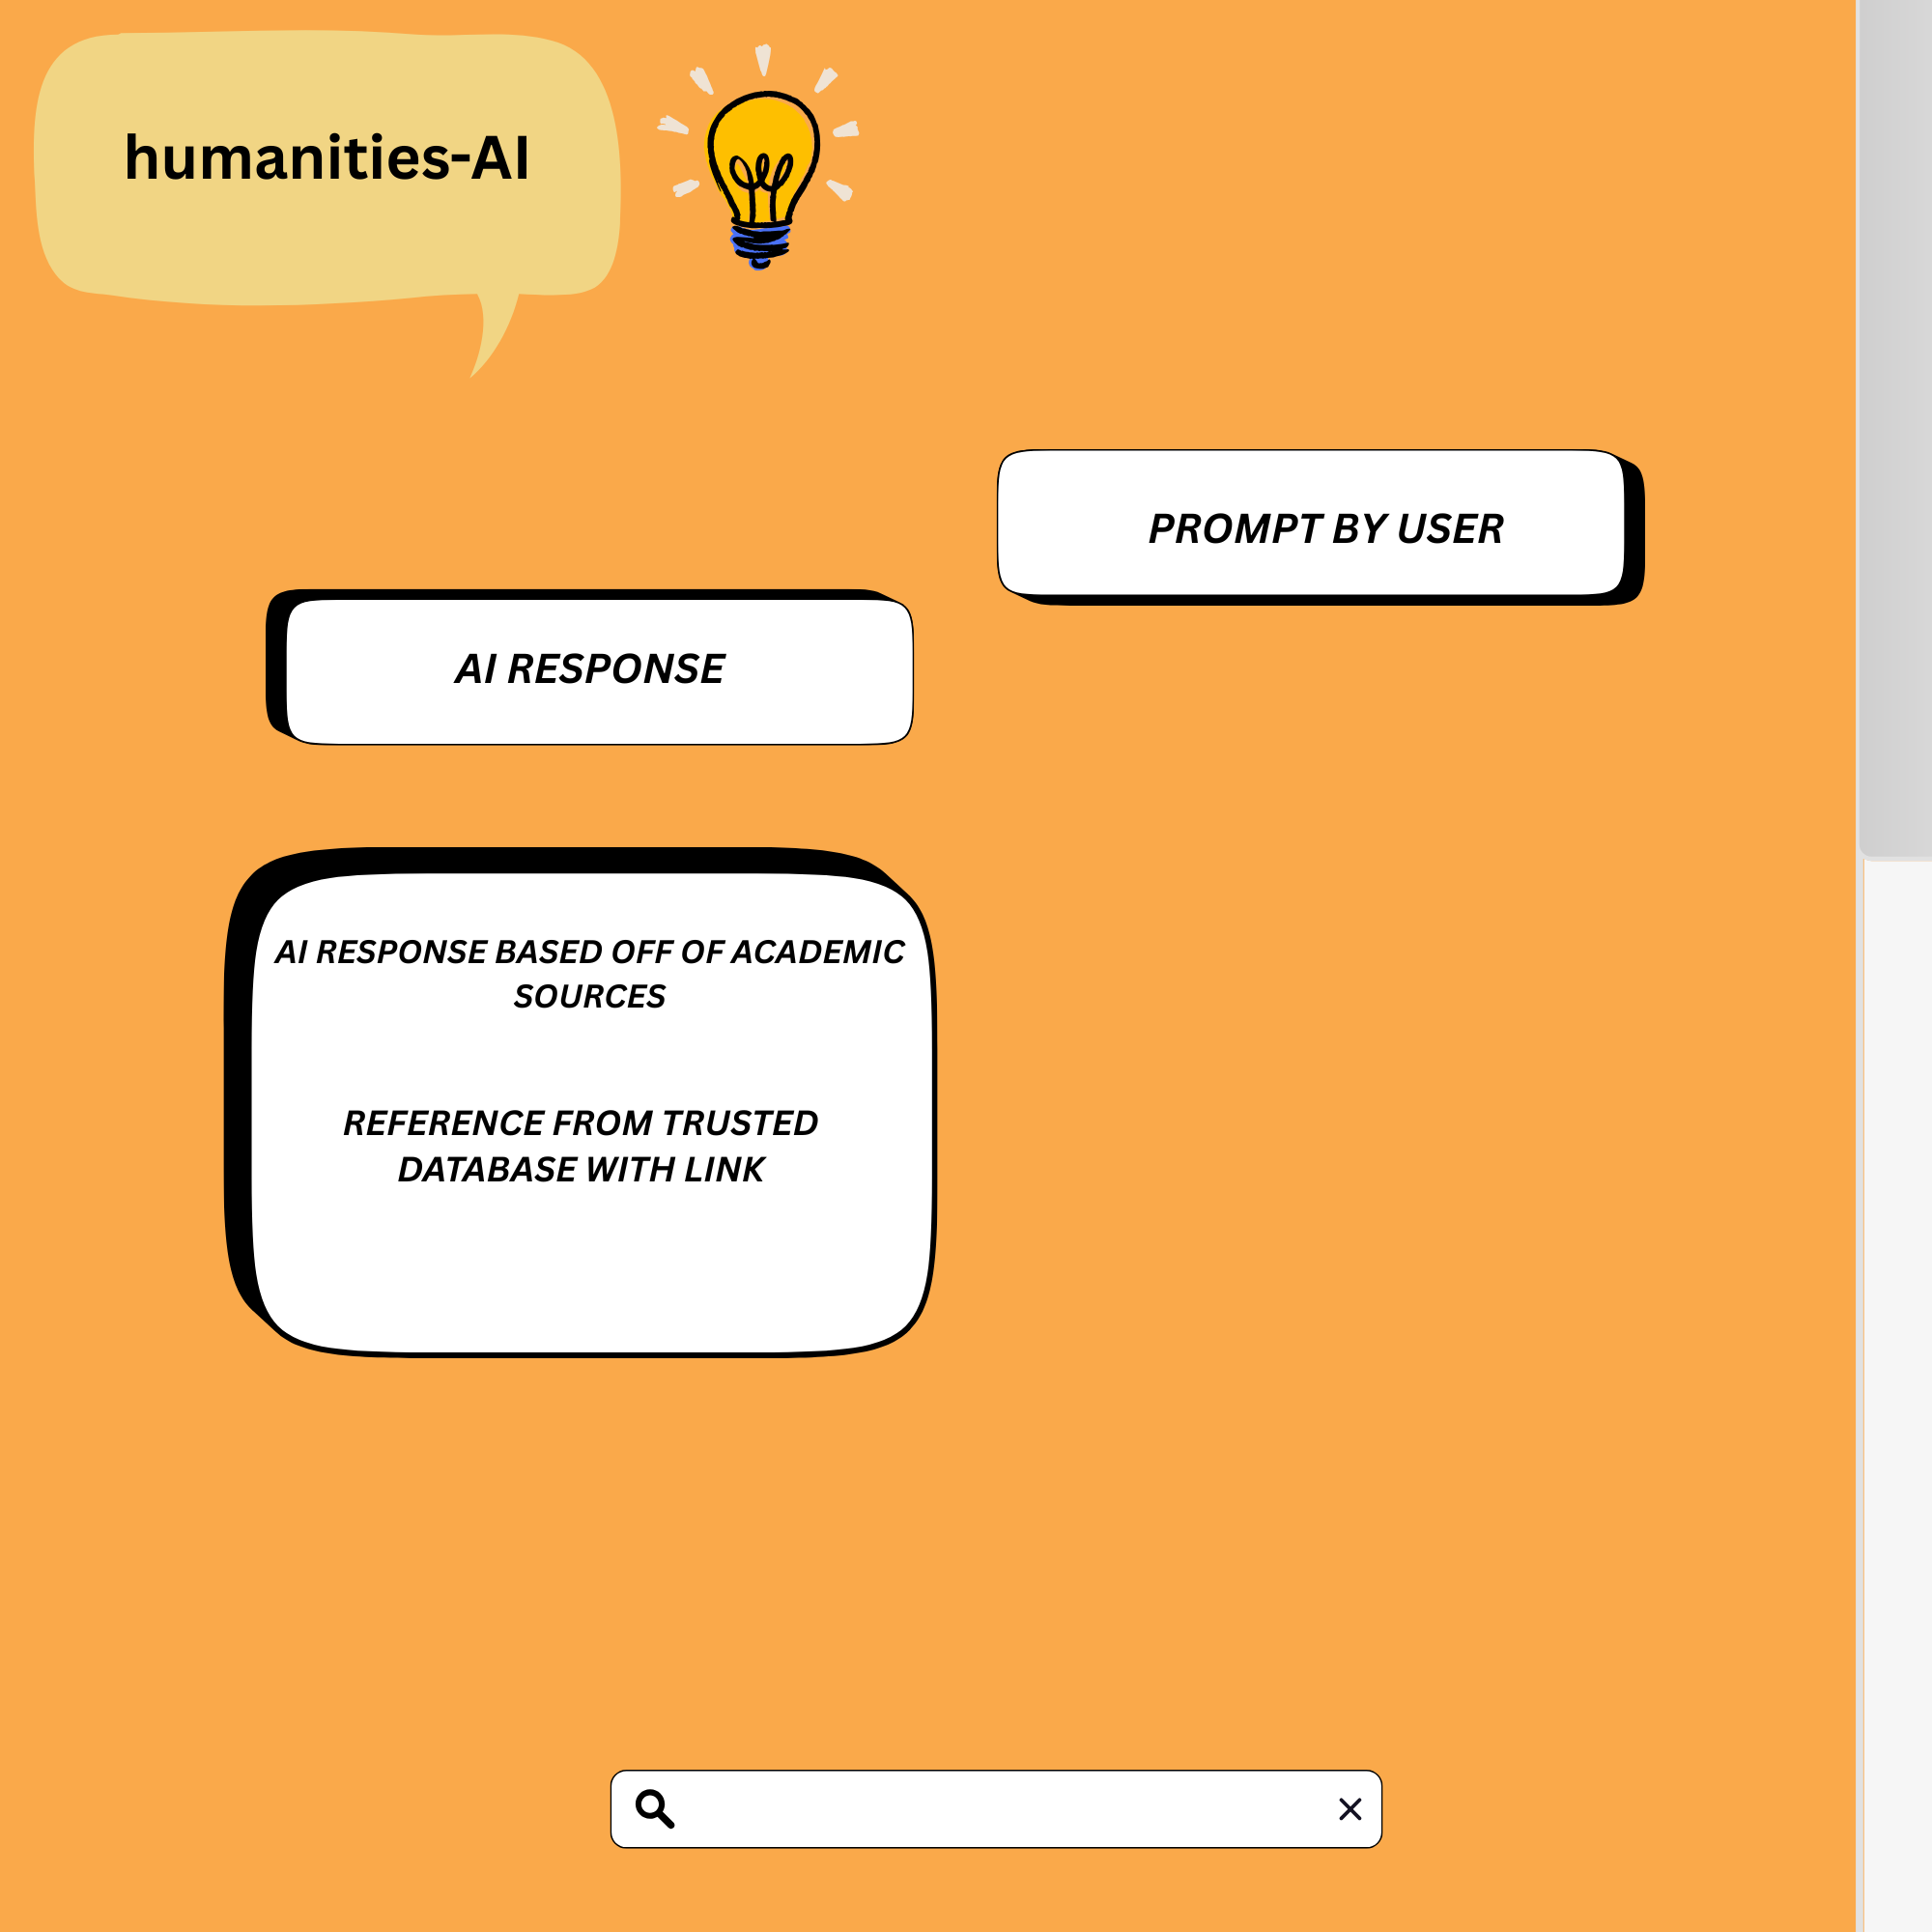 humanities-AI
PROMPT BY USER
AI RESPONSE
AI RESPONSE BASED OFF OF ACADEMIC
SOURCES
REFERENCE FROM TRUSTED
DATABASE WITH LINK